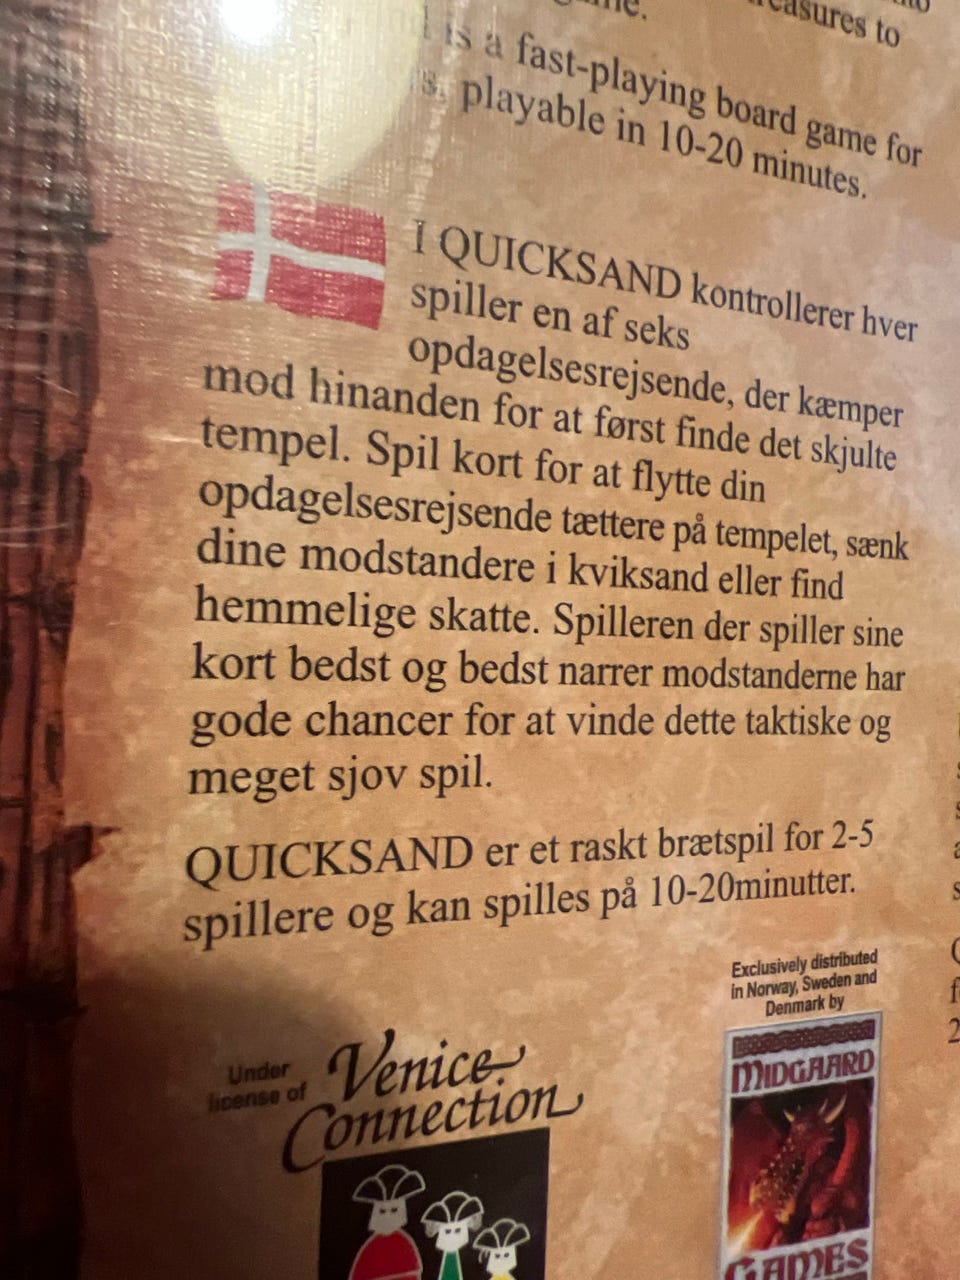 treasures to
is a fast-playing board game for
playable in 10-20 minutes.
I QUICKSAND kontrollerer hver
spiller en af seks
opdagelsesrejsende, der kæmper
mod hinanden for at først finde det skjulte
tempel. Spil kort for at flytte din
opdagelsesrejsende tættere på tempelet, sænk
dine modstandere i kviksand eller find
hemmelige skatte. Spilleren der spiller sine
kort bedst og bedst narrer modstanderne har
gode chancer for at vinde dette taktiske og
meget sjov spil.
QUICKSAND er et raskt brætspil for 2-5
spillere og kan spilles på 10-20minutter.
Exclusively distributed
in Norway, Sweden and
Denmark by
MIDGAARD
GAMES
Under
license of
Venice
Connection